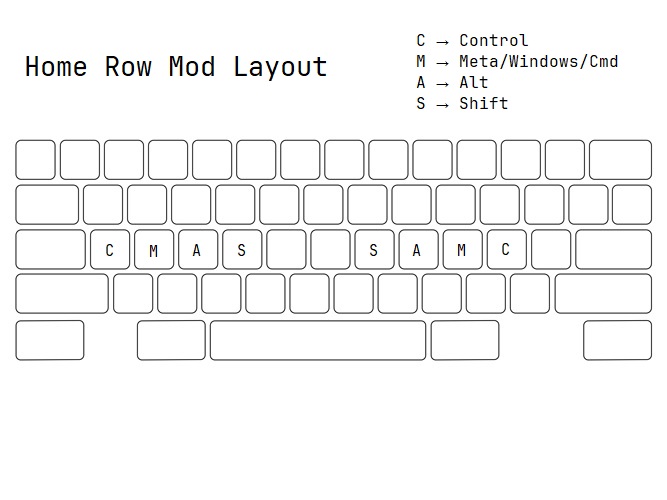 Home Row Mod Layout
C → Control
M → Meta/Windows/Cmd
A → Alt
S → Shift
C M A S S A M C